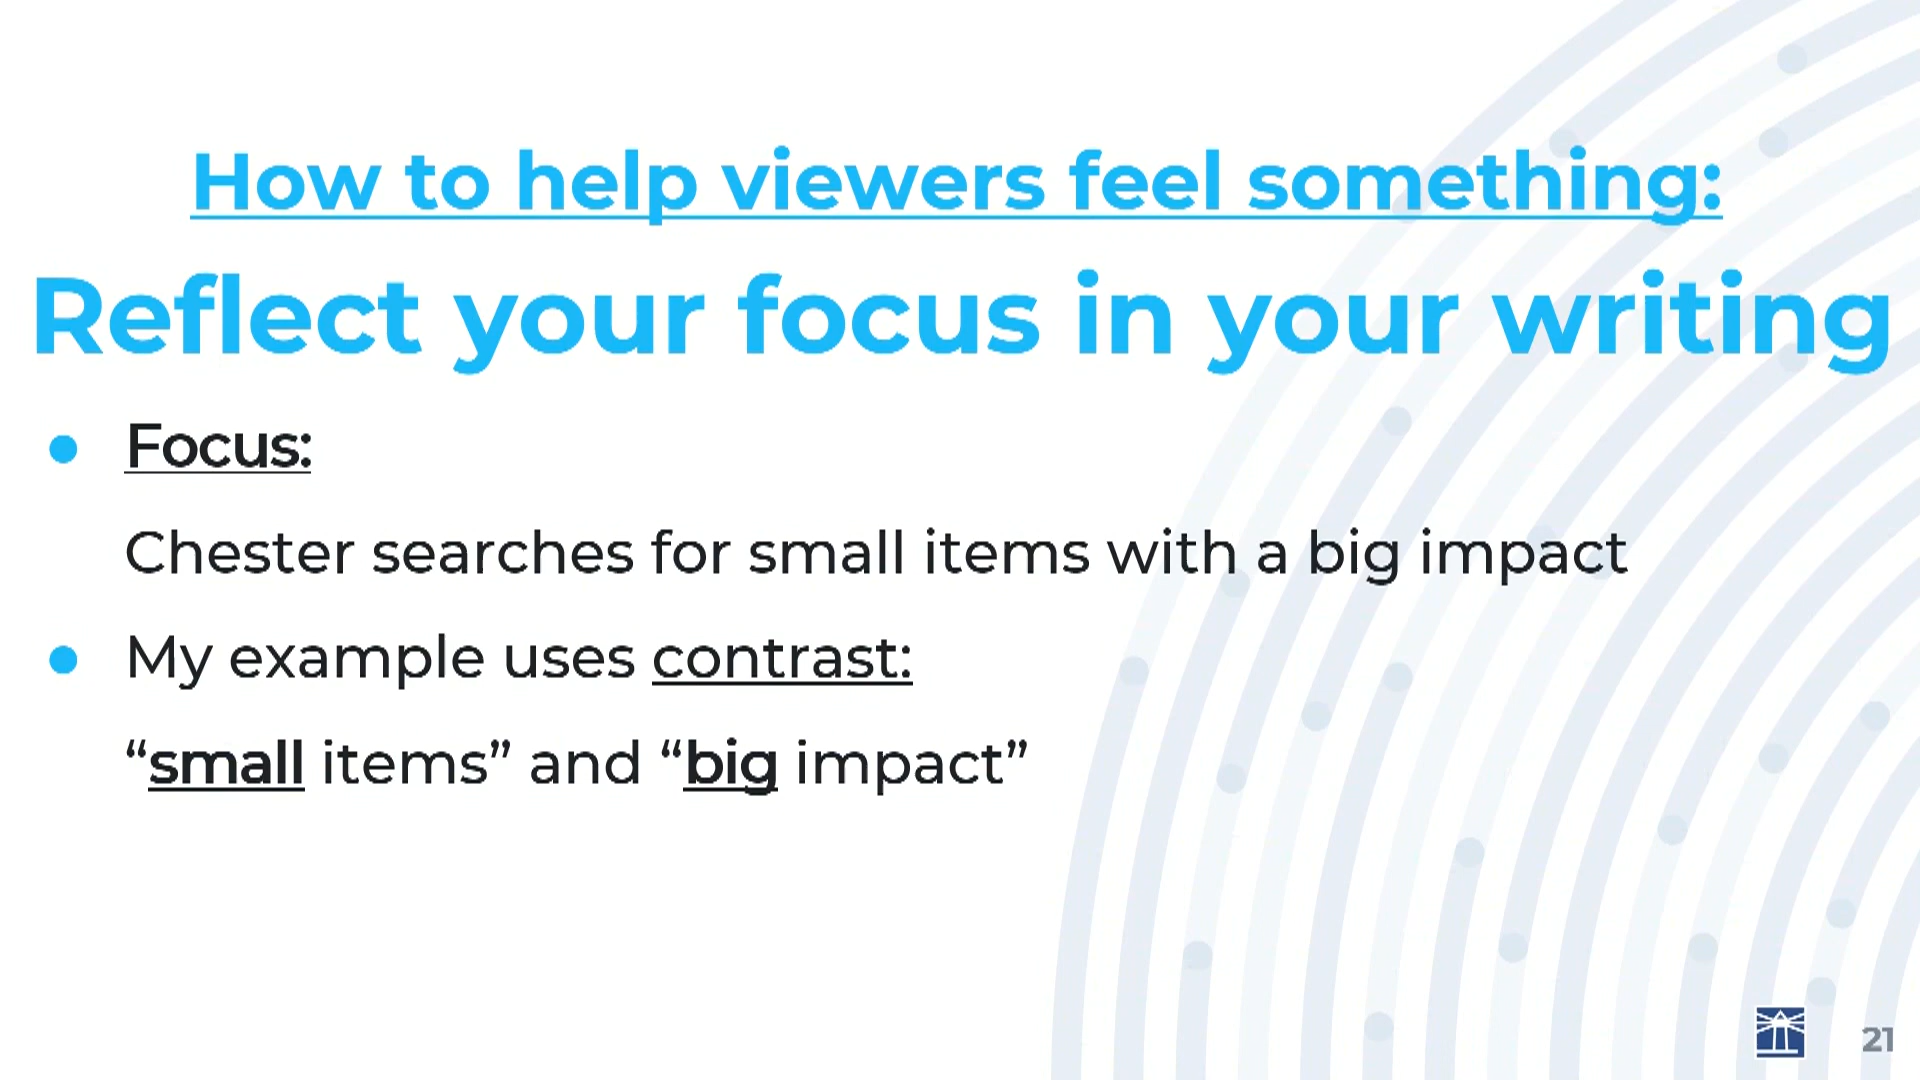 How to help viewers feel something:
Reflect your focus in your writing
● Focus:
Chester searches for small items with a big impact
● My example uses contrast:
“small items” and “big impact”
21